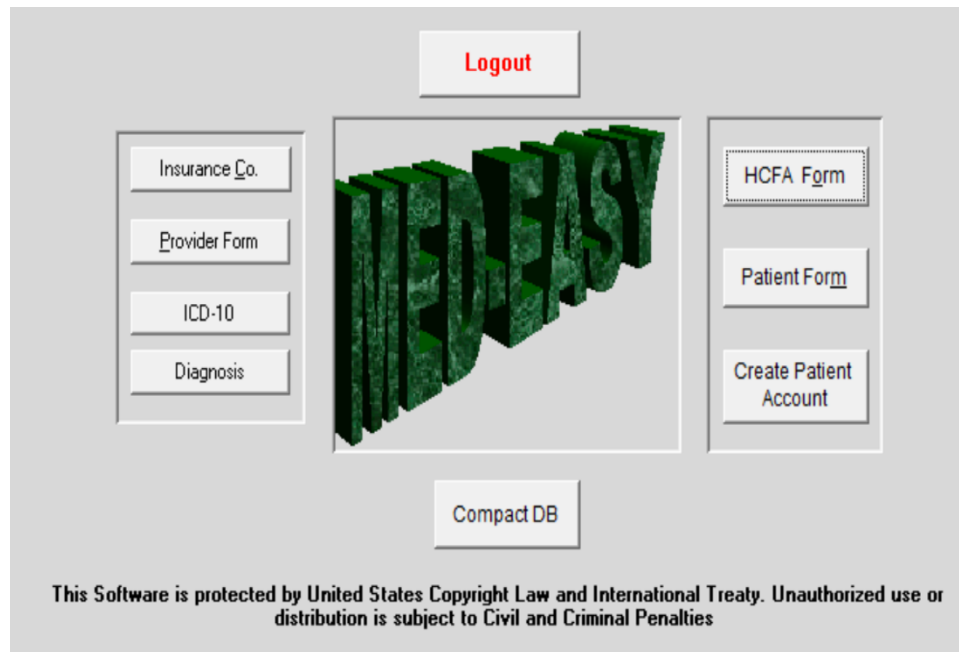 Logout
Insurance Co.
Provider Form
ICD-10
Diagnosis
MED-EASY
HCFA Form
Patient Form
Create Patient
Account
Compact DB
This Software is protected by United States Copyright Law and International Treaty. Unauthorized use or
distribution is subject to Civil and Criminal Penalties